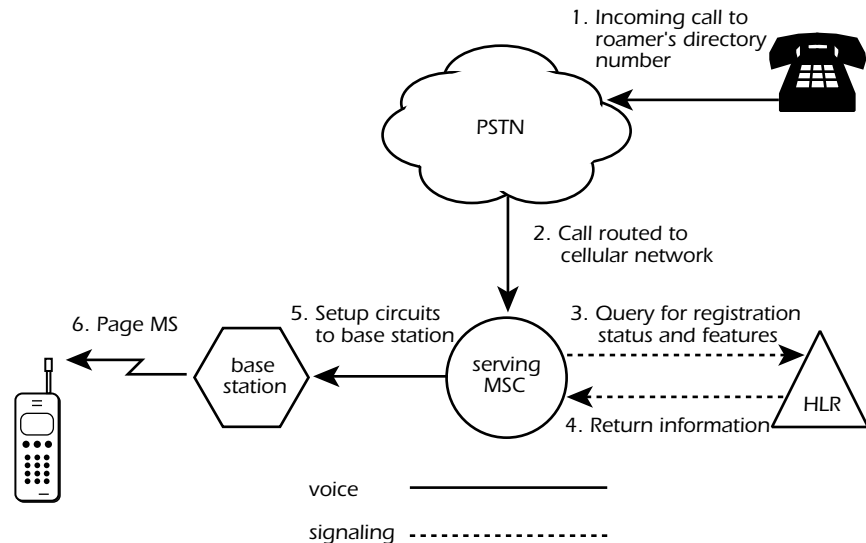 1. Incoming call to
roamer's directory
number
PSTN
2. Call routed to
cellular network
3. Query for registration
status and features
5. Setup circuits
to base station
6. Page MS
base
station
serving
MSC
HLR
4. Return information
voice
signaling